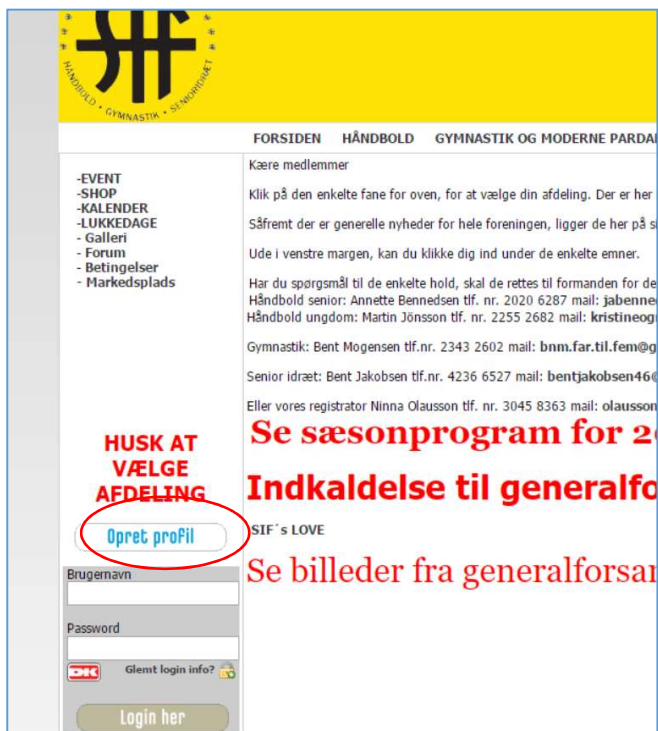 SIF
HÅNDBOLD · GYMNASTIK · SENIORIDRÆT
FORSIDEN HÅNDBOLD GYMNASTIK OG MODERNE PARDA
-EVENT
-SHOP
-KALENDER
-LUKKEDAGE
- Galleri
- Forum
- Betingelser
- Markedsplads
HUSK AT
VÆLGE
AFDELING
Opret profil
Brugernavn
Password
DK Glemt login info?
Login her
Kære medlemmer
Klik på den enkelte fane for oven, for at vælge din afdeling. Der er her
Såfremt der er generelle nyheder for hele foreningen, ligger de her på si
Ude i venstre margen, kan du klikke dig ind under de enkelte emner.
Har du spørgsmål til de enkelte hold, skal de rettes til formanden for de
Håndbold senior: Annette Bennedsen tlf. nr. 2020 6287 mail: jabenne
Håndbold ungdom: Martin Jönsson tlf. nr. 2255 2682 mail: kristineog
Gymnastik: Bent Mogensen tlf.nr. 2343 2602 mail: bnm.far.til.fem@g
Senior idræt: Bent Jakobsen tlf.nr. 4236 6527 mail: bentjakobsen46
Eller vores registrator Ninna Olausson tlf. nr. 3045 8363 mail: olausson
Se sæsonprogram for 2
Indkaldelse til generalfo
SIF´s LOVE
Se billeder fra generalforsa